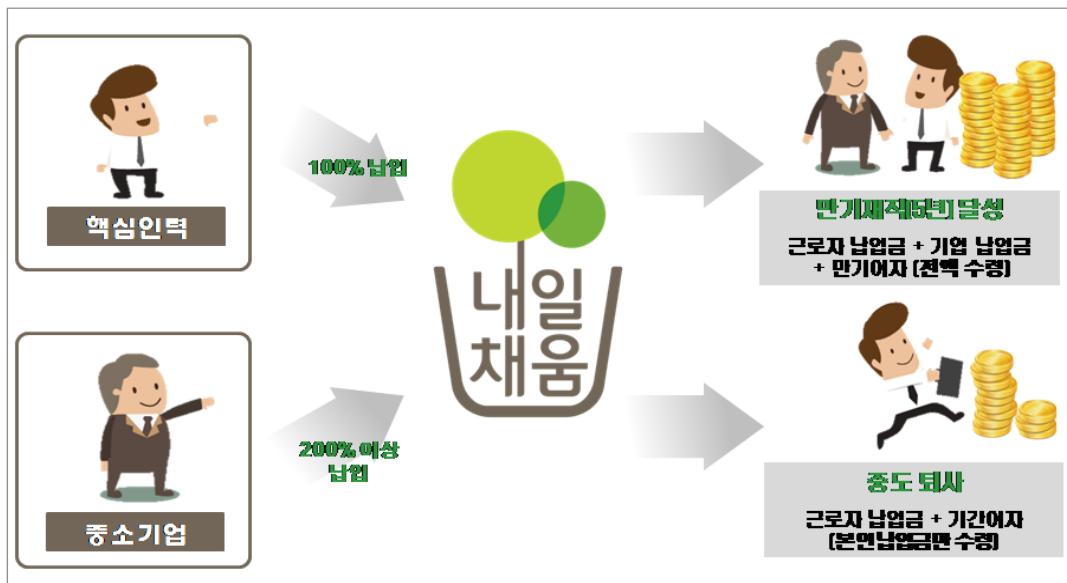 핵심인력
100% 납입
중소기업
200% 이상
납입
내일
채움
만기재직(5년) 달성
근로자 납입금 + 기업 납입금
+ 만기이자 (전액 수령)
중도 퇴사
근로자 납입금 + 기간이자
(본인납입금만 수령)